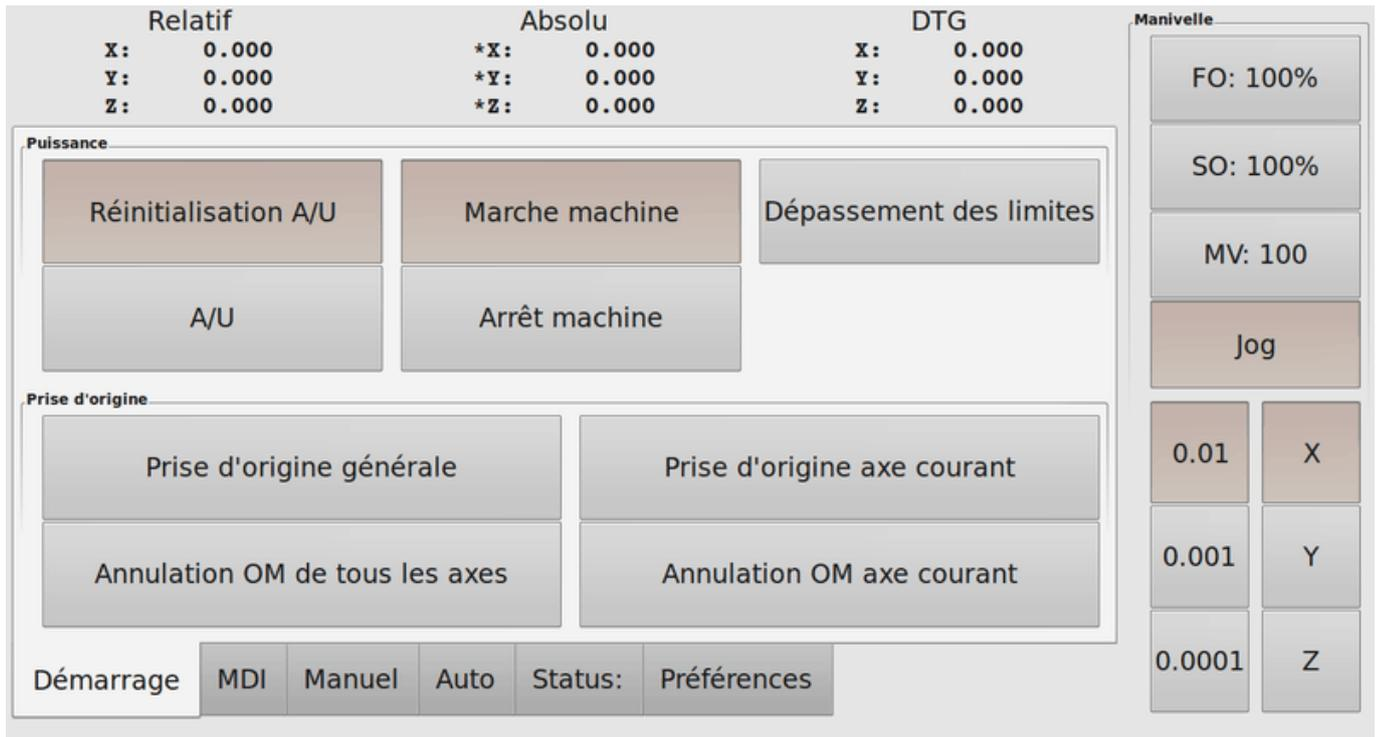 Relatif Absolu DTG Manivelle
X: 0.000 *X: 0.000 X: 0.000
Y: 0.000 *Y: 0.000 Y: 0.000
Z: 0.000 *Z: 0.000 Z: 0.000
FO: 100%
Puissance
SO: 100%
Réinitialisation A/U Marche machine Dépassement des limites
MV: 100
A/U Arrêt machine
Jog
Prise d'origine
Prise d'origine générale Prise d'origine axe courant
0.01 X
Annulation OM de tous les axes Annulation OM axe courant
0.001 Y
0.0001 Z
Démarrage MDI Manuel Auto Status: Préférences